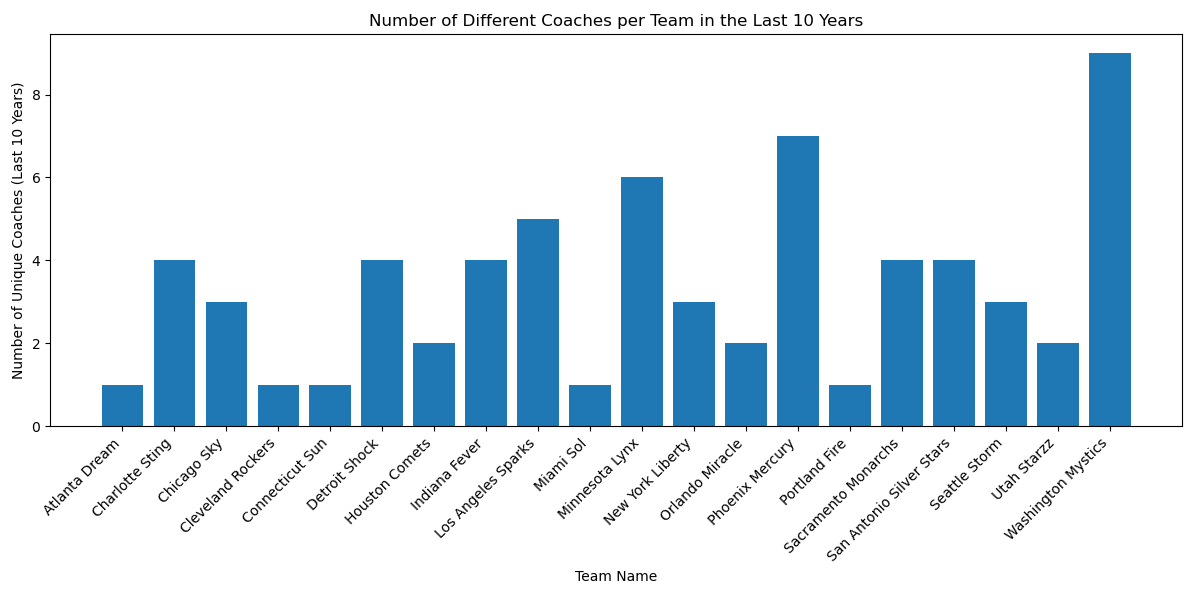 Number of Different Coaches per Team in the Last 10 Years
Number of Unique Coaches (Last 10 Years)
8
6
4
2
0
Atlanta Dream
Charlotte Sting
Chicago Sky
Cleveland Rockers
Connecticut Sun
Detroit Shock
Houston Comets
Indiana Fever
Los Angeles Sparks
Miami Sol
Minnesota Lynx
New York Liberty
Orlando Miracle
Phoenix Mercury
Portland Fire
Sacramento Monarchs
San Antonio Silver Stars
Seattle Storm
Utah Starzz
Washington Mystics
Team Name